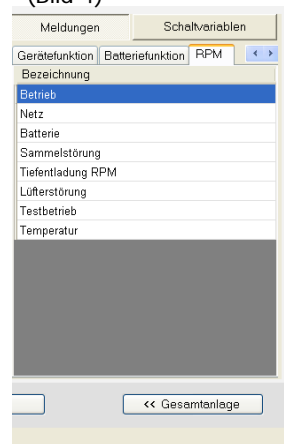 (Bild 4)
Meldungen Schaltvariablen
Gerätefunktion Batteriefunktion RPM
Bezeichnung
Betrieb
Netz
Batterie
Sammelstörung
Tiefentladung RPM
Lüfterstörung
Testbetrieb
Temperatur
<< Gesamtanlage